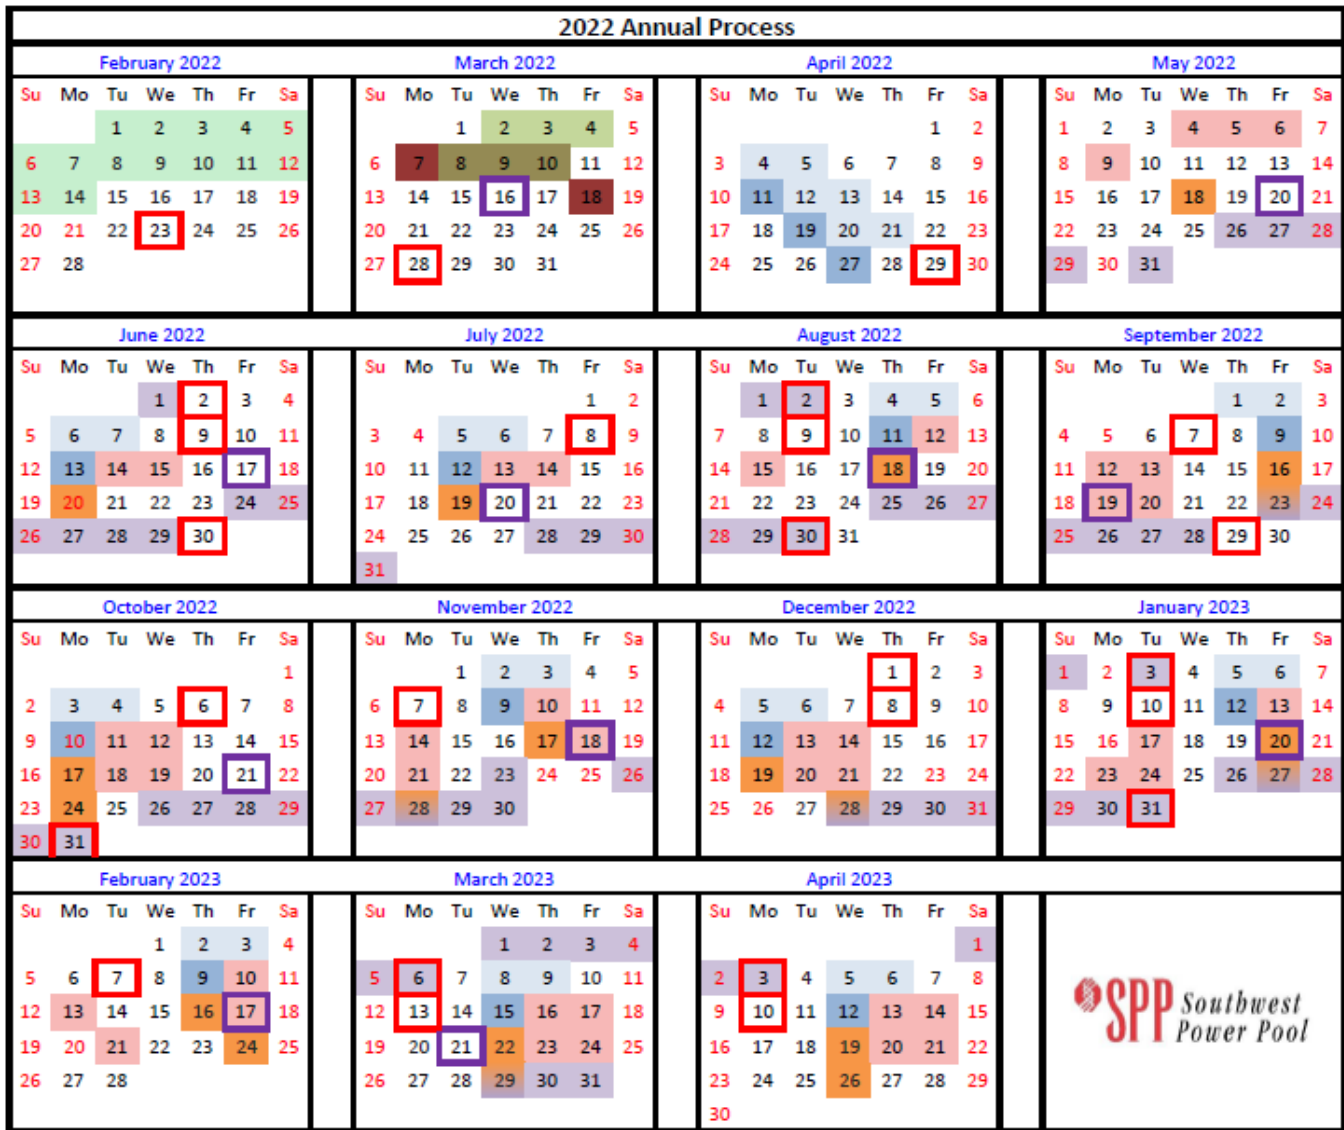 2022 Annual Process
February 2022 March 2022 April 2022 May 2022
Su Mo Tu We Th Fr Sa Su Mo Tu We Th Fr Sa Su Mo Tu We Th Fr Sa Su Mo Tu We Th Fr Sa
1 2 3 4 5 1 2 3 4 5 1 2 1 2 3 4 5 6 7
6 7 8 9 10 11 12 6 7 8 9 10 11 12 3 4 5 6 7 8 9 8 9 10 11 12 13 14
13 14 15 16 17 18 19 13 14 15 16 17 18 19 10 11 12 13 14 15 16 15 16 17 18 19 20 21
20 21 22 23 24 25 26 20 21 22 23 24 25 26 17 18 19 20 21 22 23 22 23 24 25 26 27 28
27 28 27 28 29 30 31 24 25 26 27 28 29 30 29 30 31
June 2022 July 2022 August 2022 September 2022
Su Mo Tu We Th Fr Sa Su Mo Tu We Th Fr Sa Su Mo Tu We Th Fr Sa Su Mo Tu We Th Fr Sa
1 2 3 4 1 2 1 2 3 4 5 6 1 2 3
5 6 7 8 9 10 11 3 4 5 6 7 8 9 7 8 9 10 11 12 13 4 5 6 7 8 9 10
12 13 14 15 16 17 18 10 11 12 13 14 15 16 14 15 16 17 18 19 20 11 12 13 14 15 16 17
19 20 21 22 23 24 25 17 18 19 20 21 22 23 21 22 23 24 25 26 27 18 19 20 21 22 23 24
26 27 28 29 30 24 25 26 27 28 29 30 28 29 30 31 25 26 27 28 29 30
31
October 2022 November 2022 December 2022 January 2023
Su Mo Tu We Th Fr Sa Su Mo Tu We Th Fr Sa Su Mo Tu We Th Fr Sa Su Mo Tu We Th Fr Sa
1 1 2 3 4 5 1 2 3 1 2 3 4 5 6 7
2 3 4 5 6 7 8 6 7 8 9 10 11 12 4 5 6 7 8 9 10 8 9 10 11 12 13 14
9 10 11 12 13 14 15 13 14 15 16 17 18 19 11 12 13 14 15 16 17 15 16 17 18 19 20 21
16 17 18 19 20 21 22 20 21 22 23 24 25 26 18 19 20 21 22 23 24 22 23 24 25 26 27 28
23 24 25 26 27 28 29 27 28 29 30 25 26 27 28 29 30 31 29 30 31
30 31
February 2023 March 2023 April 2023
Su Mo Tu We Th Fr Sa Su Mo Tu We Th Fr Sa Su Mo Tu We Th Fr Sa
1 2 3 4 1 2 3 4 1
5 6 7 8 9 10 11 5 6 7 8 9 10 11 2 3 4 5 6 7 8
12 13 14 15 16 17 18 12 13 14 15 16 17 18 9 10 11 12 13 14 15
19 20 21 22 23 24 25 19 20 21 22 23 24 25 16 17 18 19 20 21 22
26 27 28 26 27 28 29 30 31 23 24 25 26 27 28 29
30
SPP Southwest
Power Pool